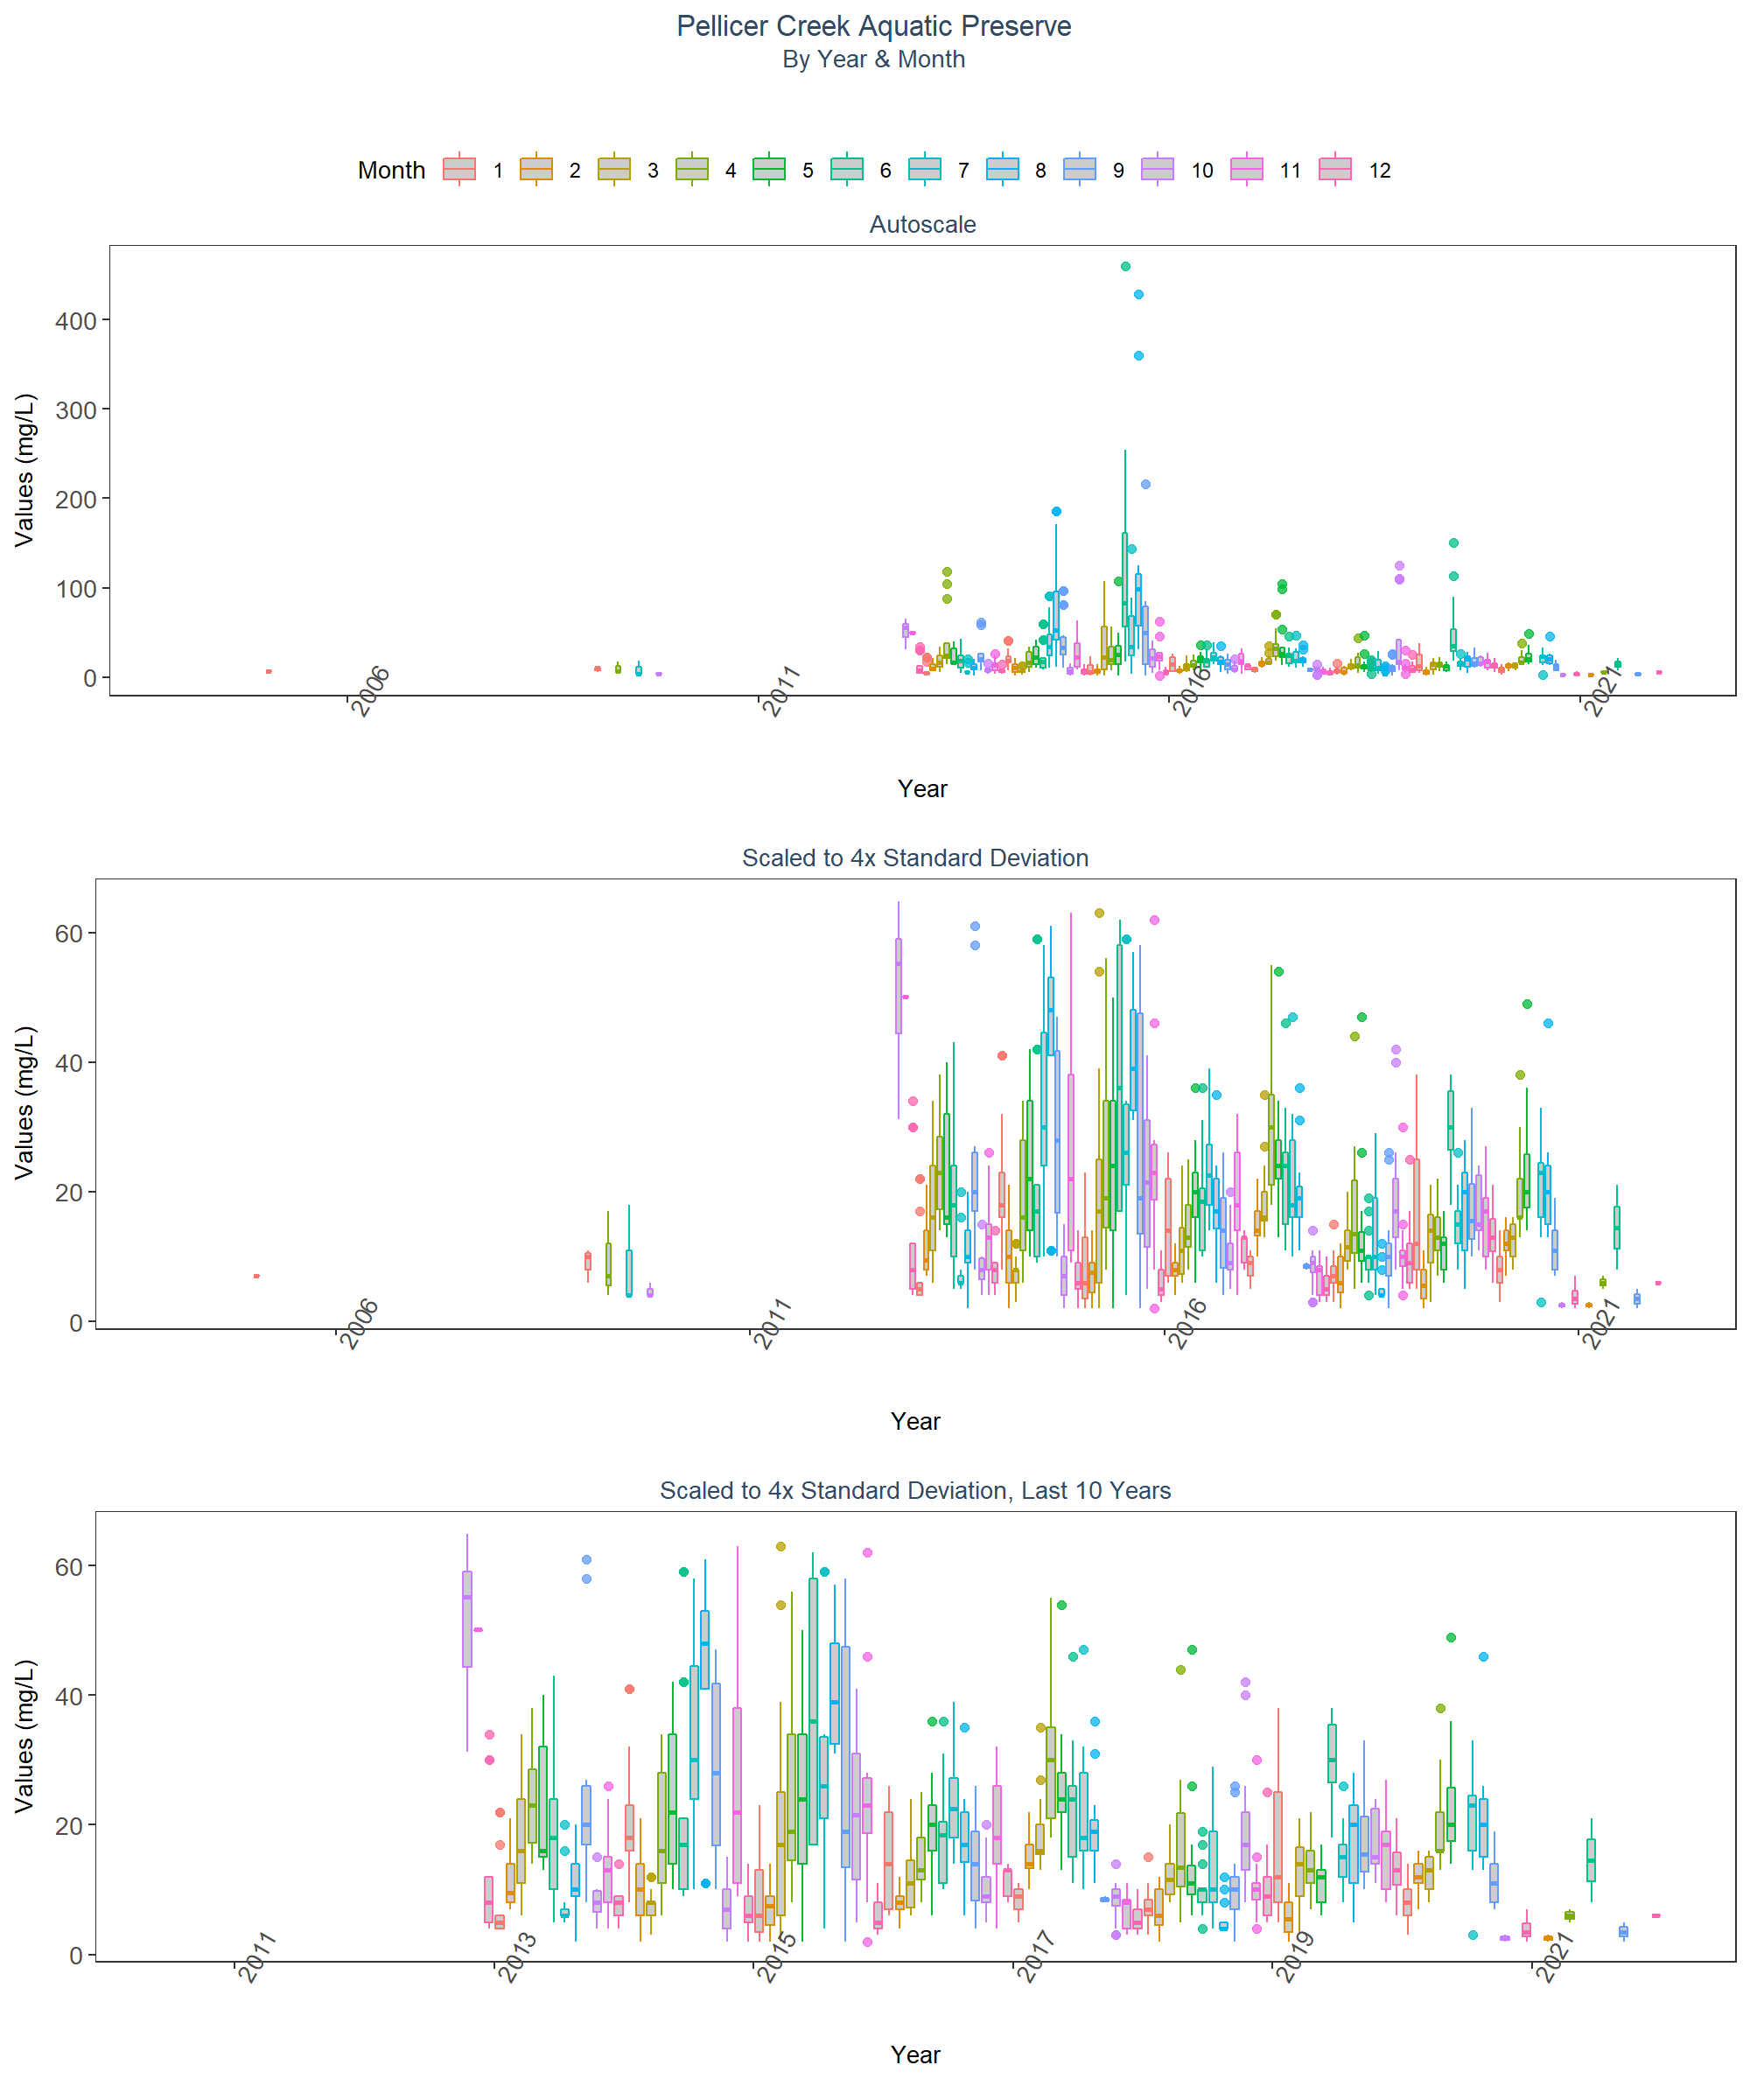 Pellicer Creek Aquatic Preserve
By Year & Month
Month 1 2 3 4 5 6 7 8 9 10 11 12
Autoscale
Values (mg/L)
400
300
200
100
0
2006 2011 2016 2021
Year
Scaled to 4x Standard Deviation
Values (mg/L)
60
40
20
0
2006 2011 2016 2021
Year
Scaled to 4x Standard Deviation, Last 10 Years
Values (mg/L)
60
40
20
0
2011 2013 2015 2017 2019 2021
Year